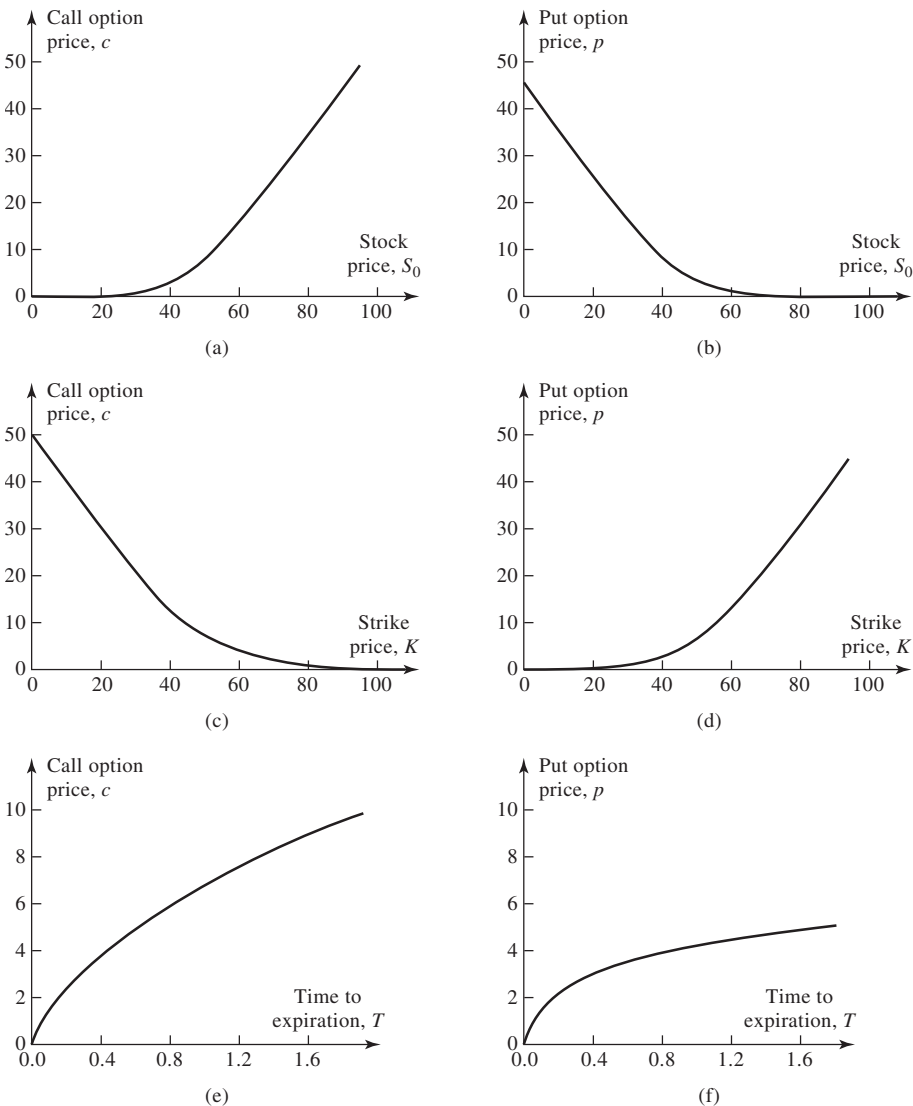 Call option
price, c
50
40
30
20
10
0
Stock
price, S0
0 20 40 60 80 100
(a)
Put option
price, p
50
40
30
20
10
0
Stock
price, S0
0 20 40 60 80 100
(b)
Call option
price, c
50
40
30
20
10
0
Strike
price, K
0 20 40 60 80 100
(c)
Put option
price, p
50
40
30
20
10
0
Strike
price, K
0 20 40 60 80 100
(d)
Call option
price, c
10
8
6
4
2
0
Time to
expiration, T
0.0 0.4 0.8 1.2 1.6
(e)
Put option
price, p
10
8
6
4
2
0
Time to
expiration, T
0.0 0.4 0.8 1.2 1.6
(f)